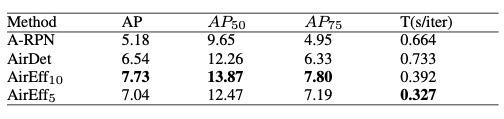 Method AP AP50 AP75 T(s/iter)
A-RPN 5.18 9.65 4.95 0.664
AirDet 6.54 12.26 6.33 0.733
AirEff10 7.73 13.87 7.80 0.392
AirEff5 7.04 12.47 7.19 0.327